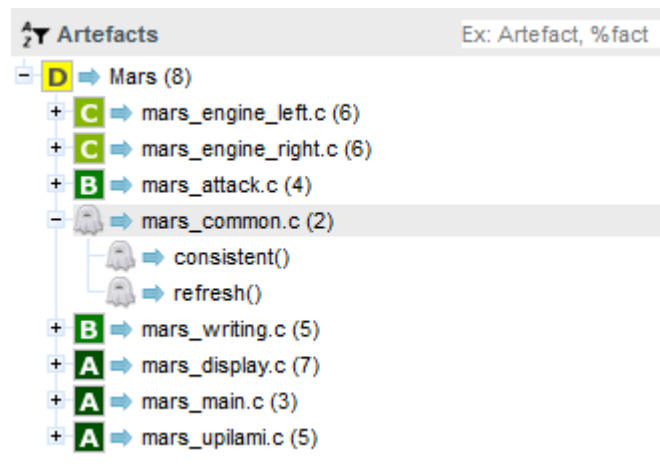 A Z Artefacts Ex: Artefact, %fact
D Mars (8)
C mars_engine_left.c (6)
C mars_engine_right.c (6)
B mars_attack.c (4)
mars_common.c (2)
consistent()
refresh()
B mars_writing.c (5)
A mars_display.c (7)
A mars_main.c (3)
A mars_upilami.c (5)